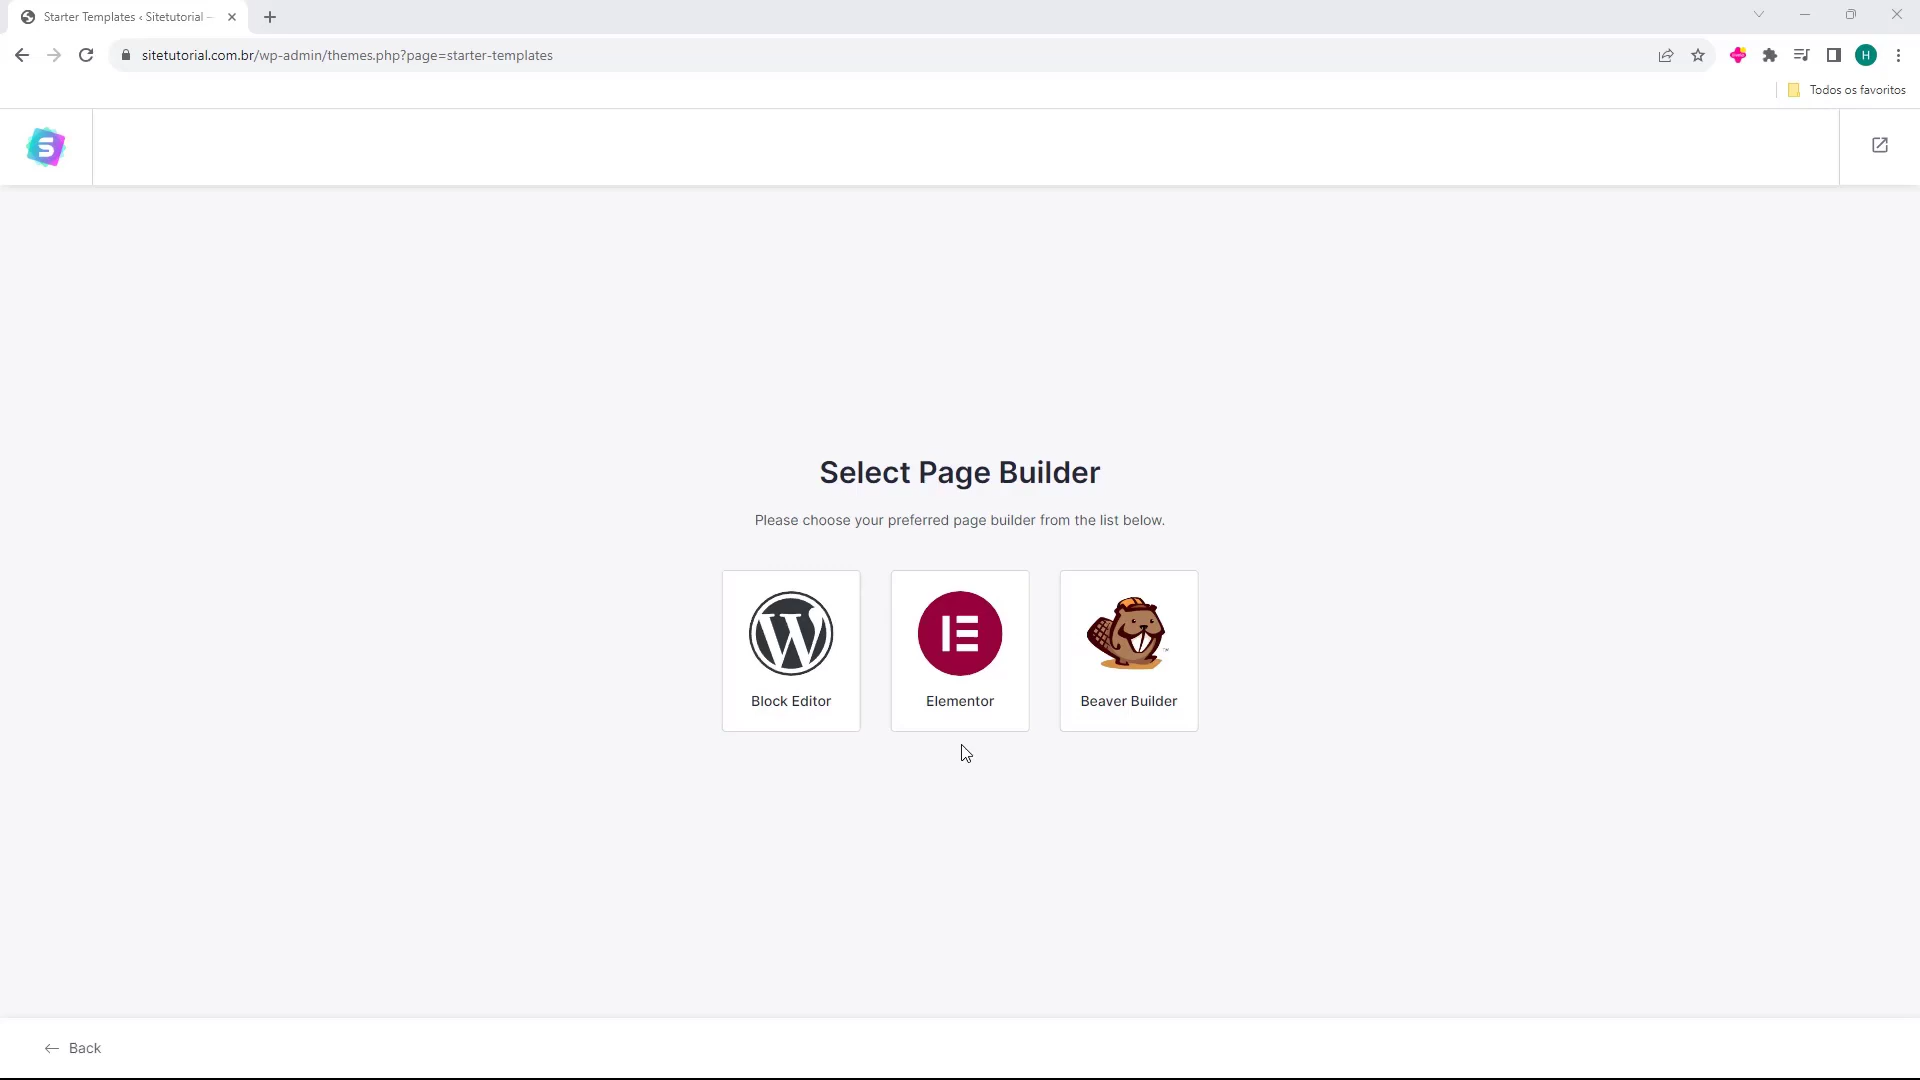 Starter Templates ‹ Sitetutorial –
sitetutorial.com.br/wp-admin/themes.php?page=starter-templates
H
Todos os favoritos
S
Select Page Builder
Please choose your preferred page builder from the list below.
Block Editor
Elementor
Beaver Builder
TM
Back